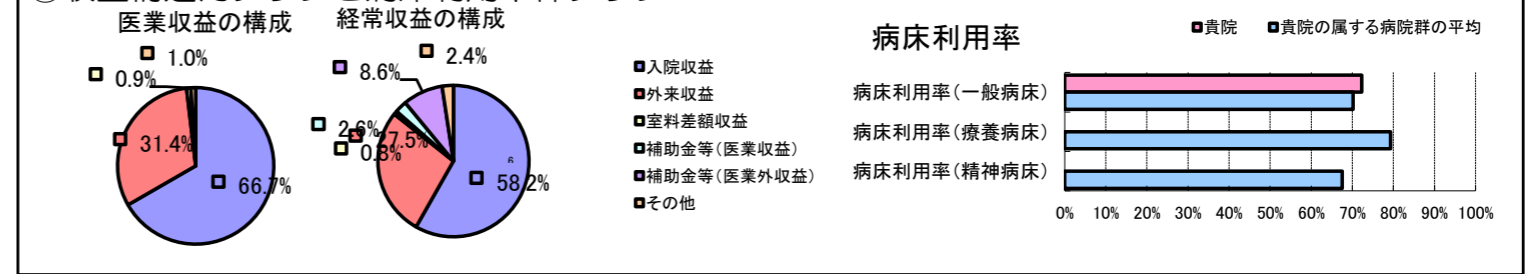 医業収益の構成
1.0%
0.9%
31.4%
66.7%
経常収益の構成
2.4%
8.6%
2.6%
27.5%
0.8%
58.2%
入院収益
外来収益
室料差額収益
補助金等(医業収益)
補助金等(医業外収益)
その他
病床利用率
貴院
貴院の属する病院群の平均
病床利用率(一般病床)
病床利用率(療養病床)
病床利用率(精神病床)
0% 10% 20% 30% 40% 50% 60% 70% 80% 90% 100%